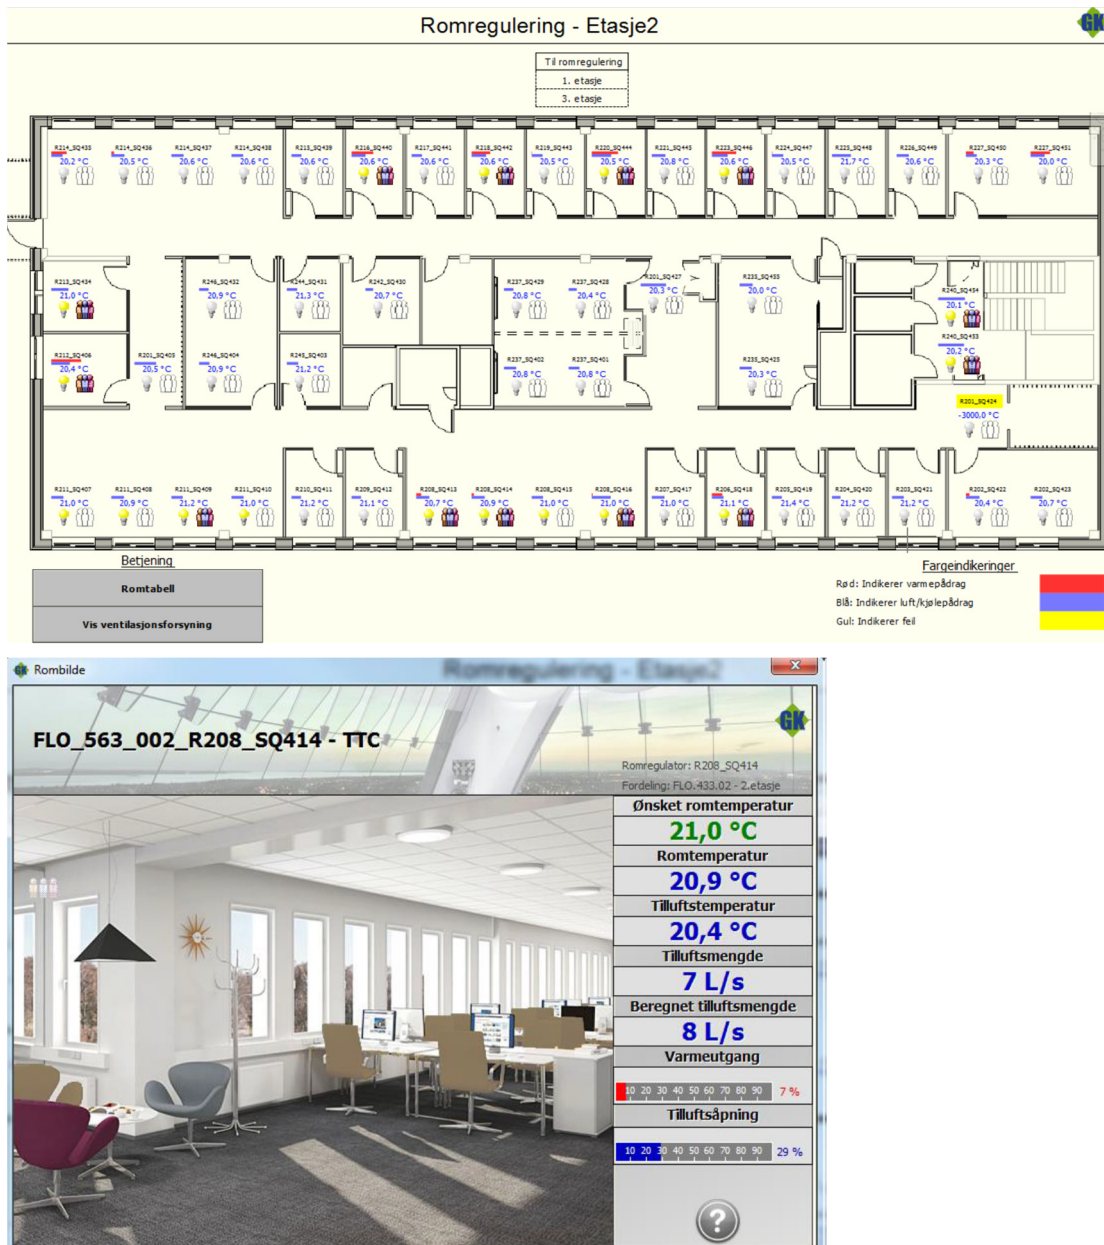 Romregulering - Etasje2
GK
Til romregulering
1. etasje
3. etasje
R214_SQ435 R214_SQ436 R214_SQ437 R214_SQ438 R215_SQ439 R216_SQ440 R217_SQ441 R218_SQ442 R219_SQ443 R220_SQ444 R221_SQ445 R223_SQ446 R224_SQ447 R225_SQ448 R226_SQ449 R227_SQ450 R227_SQ451
20,2 °C 20,5 °C 20,6 °C 20,6 °C 20,6 °C 20,6 °C 20,6 °C 20,6 °C 20,5 °C 20,5 °C 20,8 °C 20,6 °C 20,5 °C 21,7 °C 20,6 °C 20,3 °C 20,0 °C
R213_SQ434 R246_SQ432 R244_SQ431 R242_SQ430 R237_SQ429 R237_SQ428 R201_SQ427 R235_SQ455 R240_SQ454
21,0 °C 20,9 °C 21,3 °C 20,7 °C 20,8 °C 20,4 °C 20,3 °C 20,0 °C 20,1 °C
R212_SQ406 R201_SQ405 R246_SQ404 R245_SQ403 R237_SQ402 R237_SQ401 R235_SQ425 R240_SQ453
20,4 °C 20,5 °C 20,9 °C 21,2 °C 20,8 °C 20,8 °C 20,3 °C 20,2 °C
R201_SQ424
-3000,0 °C
R211_SQ407 R211_SQ408 R211_SQ409 R211_SQ410 R210_SQ411 R209_SQ412 R208_SQ413 R208_SQ414 R208_SQ415 R208_SQ416 R207_SQ417 R206_SQ418 R205_SQ419 R204_SQ420 R203_SQ421 R202_SQ422 R202_SQ423
21,0 °C 20,9 °C 21,2 °C 21,0 °C 21,2 °C 21,1 °C 20,7 °C 20,9 °C 21,0 °C 21,0 °C 21,0 °C 21,1 °C 21,4 °C 21,2 °C 21,2 °C 20,4 °C 20,7 °C
Betjening
Romtabell
Vis ventilasjonsforsyning
Fargeindikeringer
Rød: Indikerer varmepådrag
Blå: Indikerer luft/kjølepådrag
Gul: Indikerer feil
GK Rombilde
Romregulering - Etasje2
x
FLO_563_002_R208_SQ414 - TTC
GK
Romregulator: R208_SQ414
Fordeling: FLO.433.02 - 2.etasje
Ønsket romtemperatur
21,0 °C
Romtemperatur
20,9 °C
Tilluftstemperatur
20,4 °C
Tilluftsmengde
7 L/s
Beregnet tilluftsmengde
8 L/s
Varmeutgang
10 20 30 40 50 60 70 80 90 7 %
Tilluftsåpning
10 20 30 40 50 60 70 80 90 29 %
?